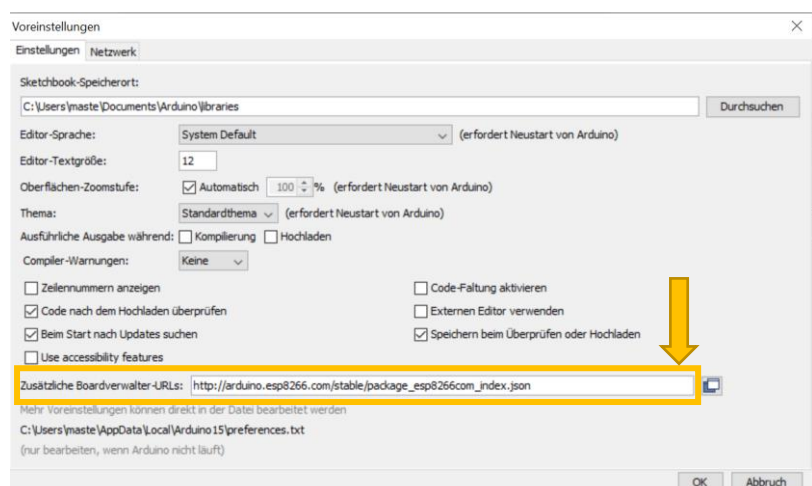 Voreinstellungen
Einstellungen Netzwerk
Sketchbook-Speicherort:
C:\Users\maste\Documents\Arduino\libraries Durchsuchen
Editor-Sprache: System Default (erfordert Neustart von Arduino)
Editor-Textgröße: 12
Oberflächen-Zoomstufe: Automatisch 100 % (erfordert Neustart von Arduino)
Thema: Standardthema (erfordert Neustart von Arduino)
Ausführliche Ausgabe während: Kompilierung Hochladen
Compiler-Warnungen: Keine
Zeilennummern anzeigen Code-Faltung aktivieren
Code nach dem Hochladen überprüfen Externen Editor verwenden
Beim Start nach Updates suchen Speichern beim Überprüfen oder Hochladen
Use accessibility features
Zusätzliche Boardverwalter-URLs: http://arduino.esp8266.com/stable/package_esp8266com_index.json
Mehr Voreinstellungen können direkt in der Datei bearbeitet werden
C:\Users\maste\AppData\Local\Arduino15\preferences.txt
(nur bearbeiten, wenn Arduino nicht läuft)
OK Abbruch